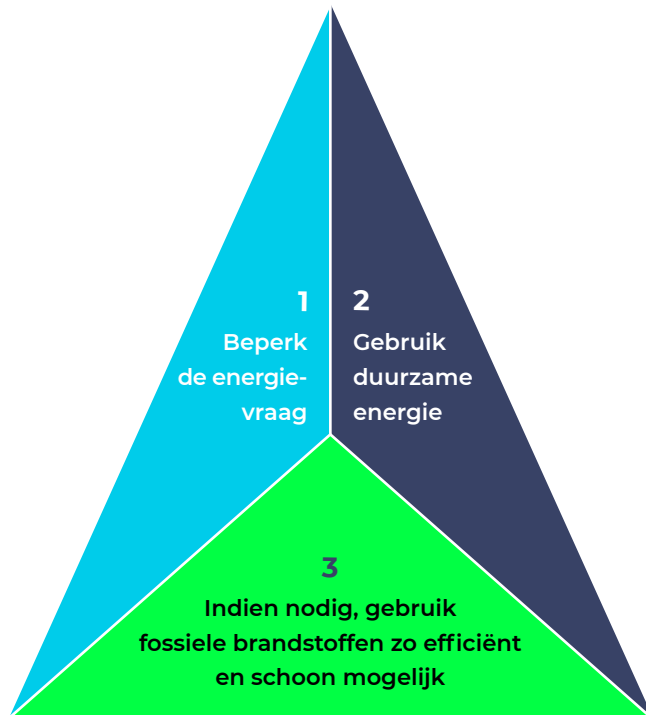 1
Beperk
de energie-
vraag
2
Gebruik
duurzame
energie
3
Indien nodig, gebruik
fossiele brandstoffen zo efficiënt
en schoon mogelijk